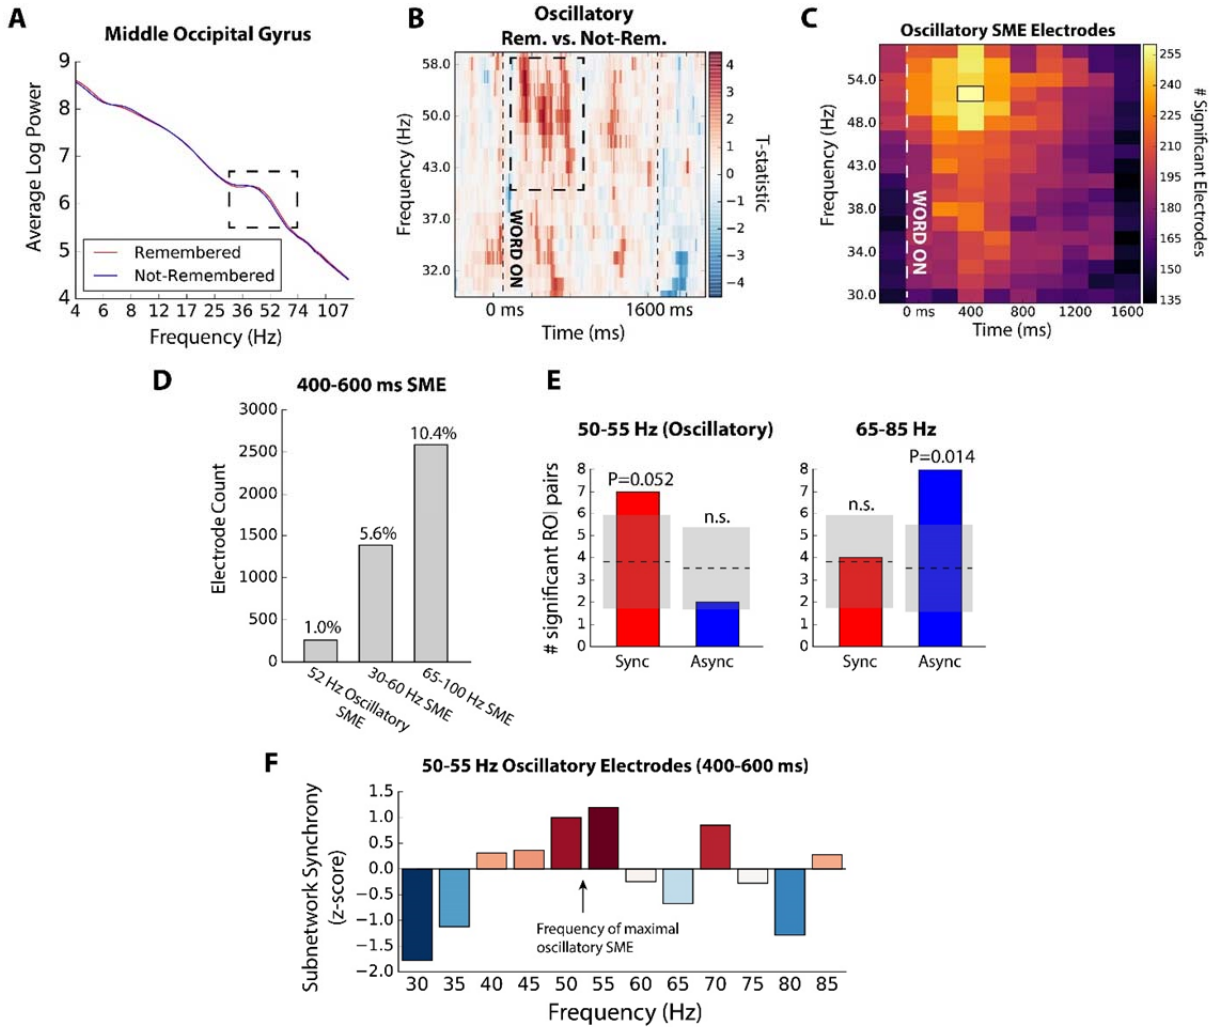 A
Middle Occipital Gyrus
9
8
7
6
5
4
Average Log Power
Remembered
Not-Remembered
4 6 8 12 17 25 36 52 74 107
Frequency (Hz)
B
Oscillatory
Rem. vs. Not-Rem.
58.0
50.0
43.0
37.0
32.0
Frequency (Hz)
WORD ON
0 ms 1600 ms
Time (ms)
4
3
2
1
0
−1
−2
−3
−4
T-statistic
C
Oscillatory SME Electrodes
54.0
48.0
43.0
38.0
34.0
30.0
Frequency (Hz)
WORD ON
0 ms 400 800 1200 1600
Time (ms)
255
240
225
210
195
180
165
150
135
# Significant Electrodes
D
400-600 ms SME
3000
2500
2000
1500
1000
500
0
Electrode Count
1.0%
5.6%
10.4%
52 Hz Oscillatory
SME
30-60 Hz SME
65-100 Hz SME
E
50-55 Hz (Oscillatory)
8
7
6
5
4
3
2
1
0
# significant ROI pairs
P=0.052
n.s.
Sync Async
65-85 Hz
8
7
6
5
4
3
2
1
0
n.s.
P=0.014
Sync Async
F
50-55 Hz Oscillatory Electrodes (400-600 ms)
1.5
1.0
0.5
0.0
−0.5
−1.0
−1.5
−2.0
Subnetwork Synchrony
(z-score)
Frequency of maximal
oscillatory SME
30 35 40 45 50 55 60 65 70 75 80 85
Frequency (Hz)